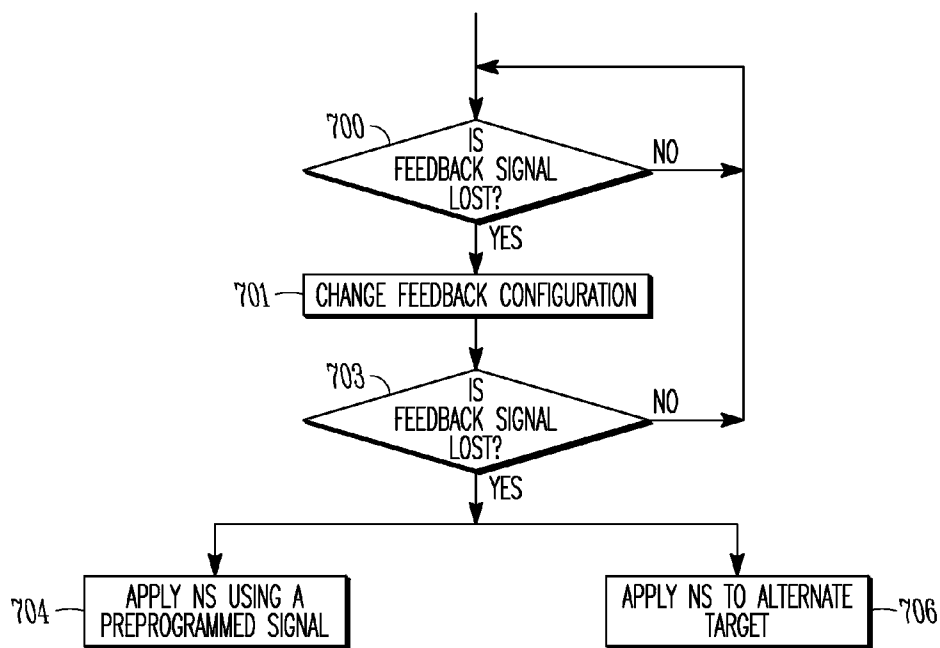 700
IS
FEEDBACK SIGNAL
LOST?
NO
YES
701
CHANGE FEEDBACK CONFIGURATION
703
IS
FEEDBACK SIGNAL
LOST?
NO
YES
704
APPLY NS USING A
PREPROGRAMMED SIGNAL
APPLY NS TO ALTERNATE
TARGET
706